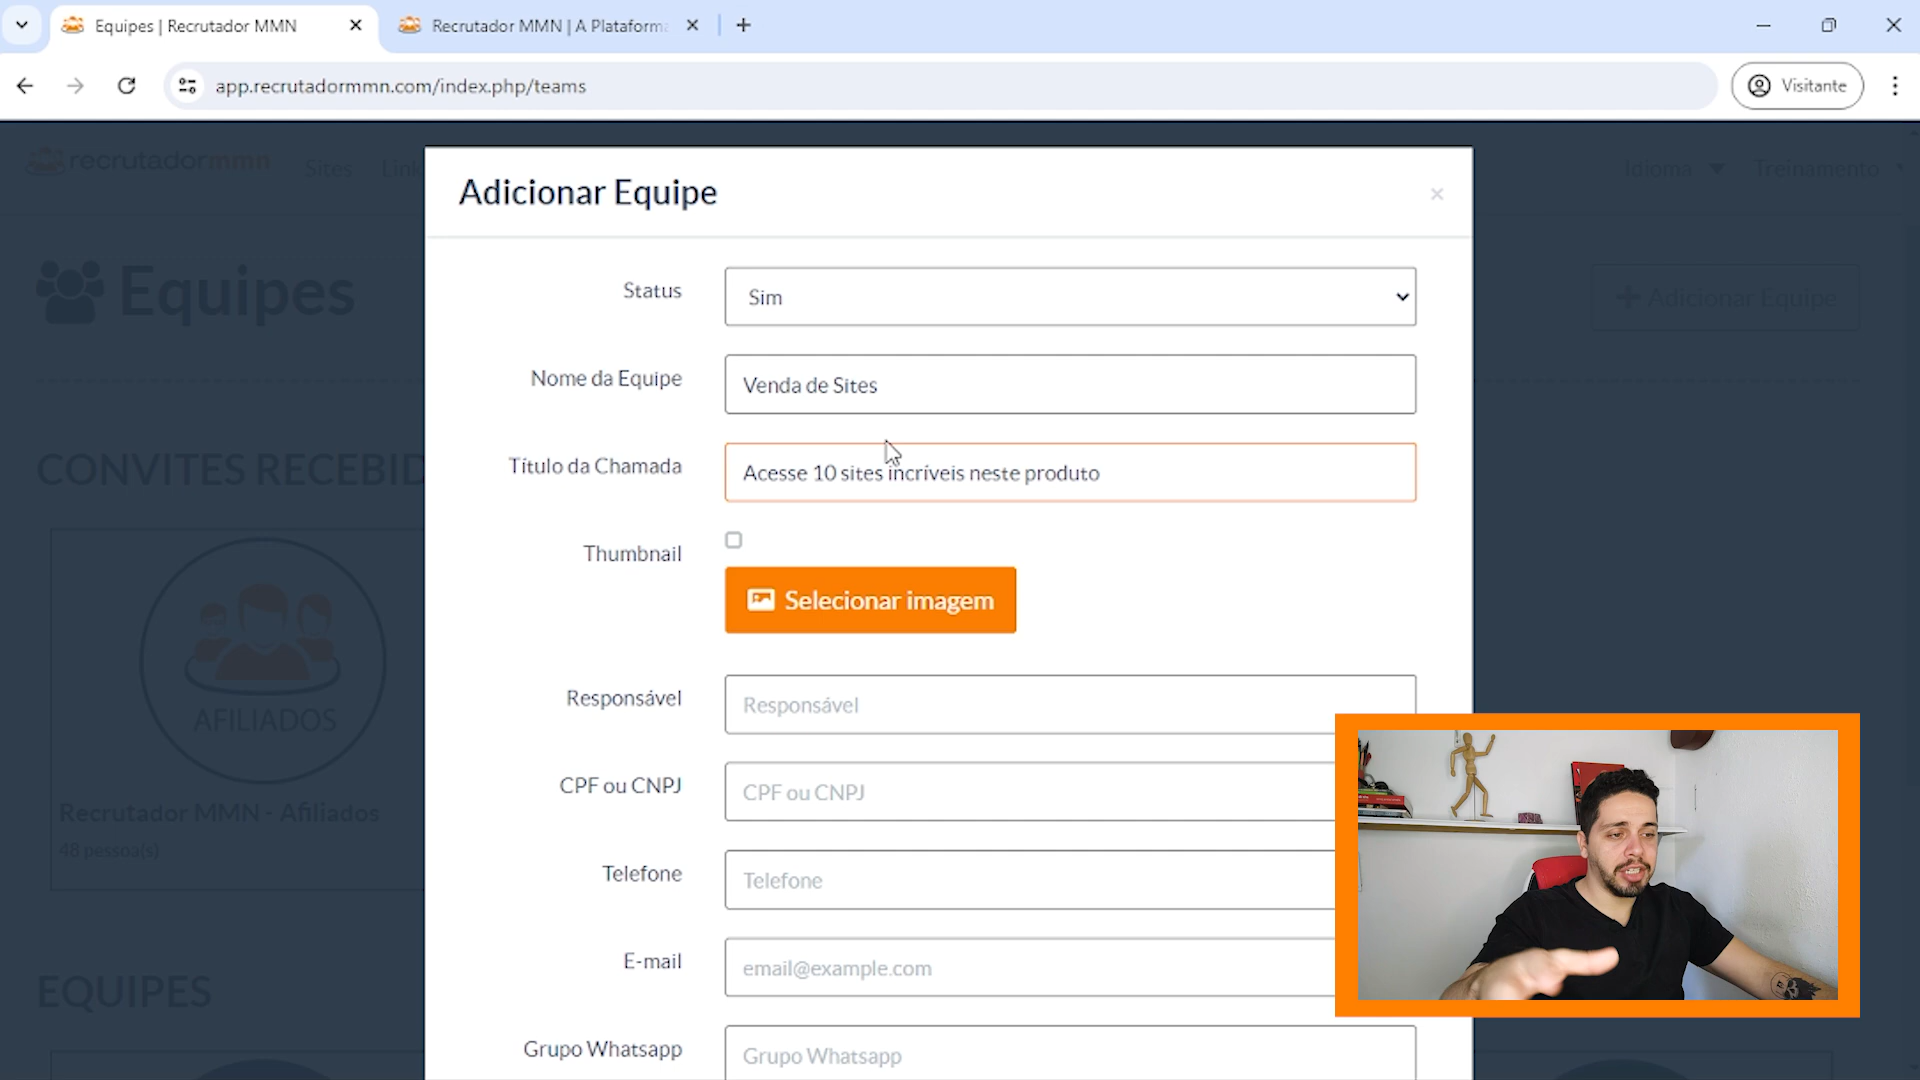 Equipes | Recrutador MMN
Recrutador MMN | A Plataform
app.recrutadormmn.com/index.php/teams
Visitante
recrutadormmn
Sites
Link
Idioma
Treinamento
Adicionar Equipe
×
Equipes
+ Adicionar Equipe
Status
Sim
Nome da Equipe
Venda de Sites
Título da Chamada
Acesse 10 sites incríveis neste produto
CONVITES RECEBID
Thumbnail
Selecionar imagem
AFILIADOS
Recrutador MMN - Afiliados
48 pessoa(s)
Responsável
Responsável
CPF ou CNPJ
CPF ou CNPJ
Telefone
Telefone
E-mail
email@example.com
EQUIPES
Grupo Whatsapp
Grupo Whatsapp